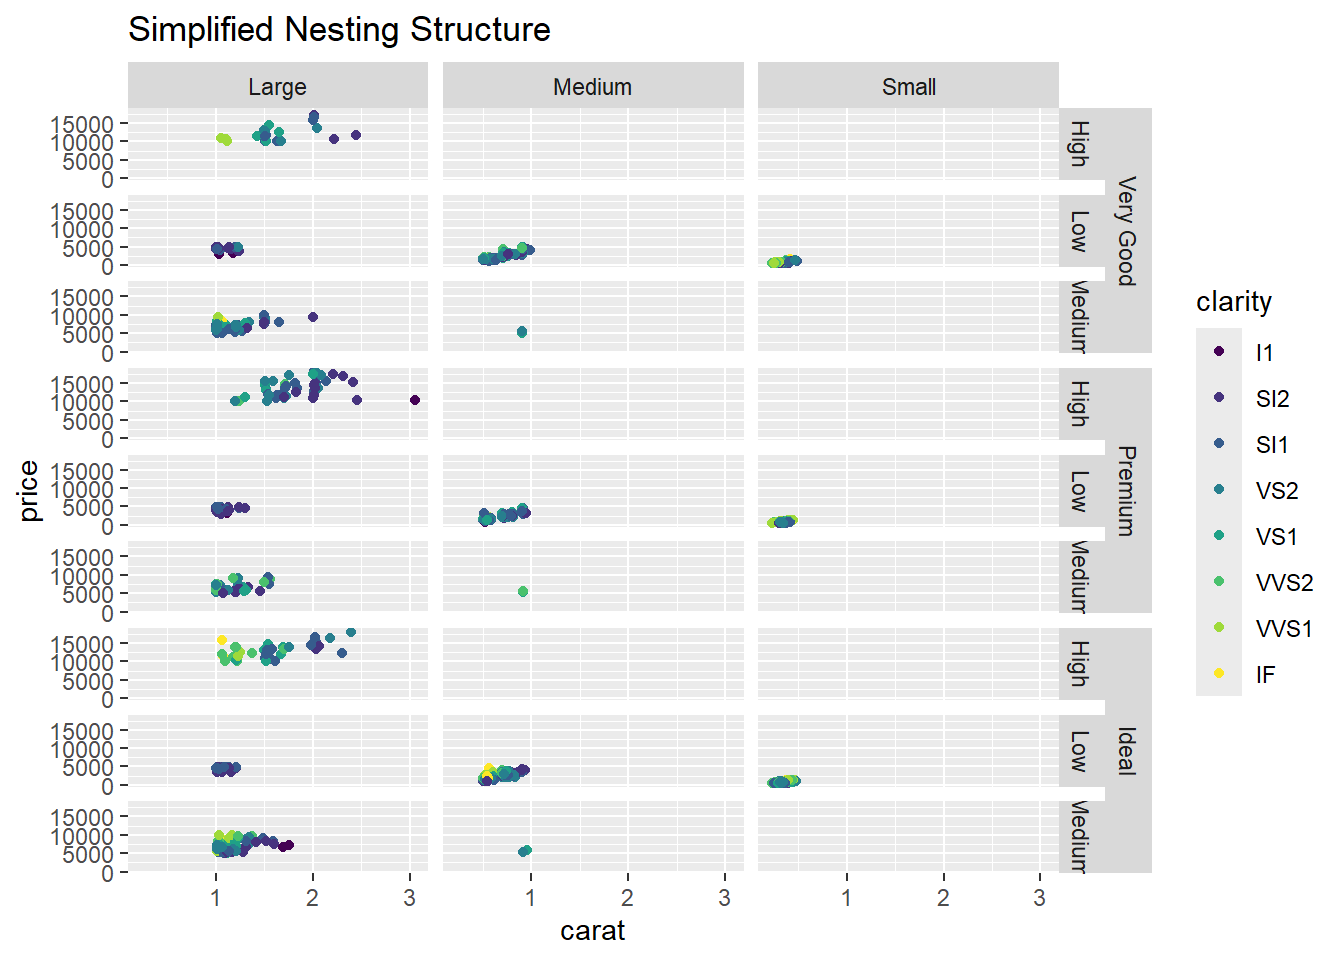 Simplified Nesting Structure
Large Medium Small
15000
10000
5000
0
High
15000
10000
5000
0
Low
15000
10000
5000
0
Medium
Very Good
15000
10000
5000
0
High
15000
10000
5000
0
Low
15000
10000
5000
0
Medium
Premium
15000
10000
5000
0
High
15000
10000
5000
0
Low
15000
10000
5000
0
Medium
Ideal
1 2 3 1 2 3 1 2 3
carat
price
clarity
I1
SI2
SI1
VS2
VS1
VVS2
VVS1
IF